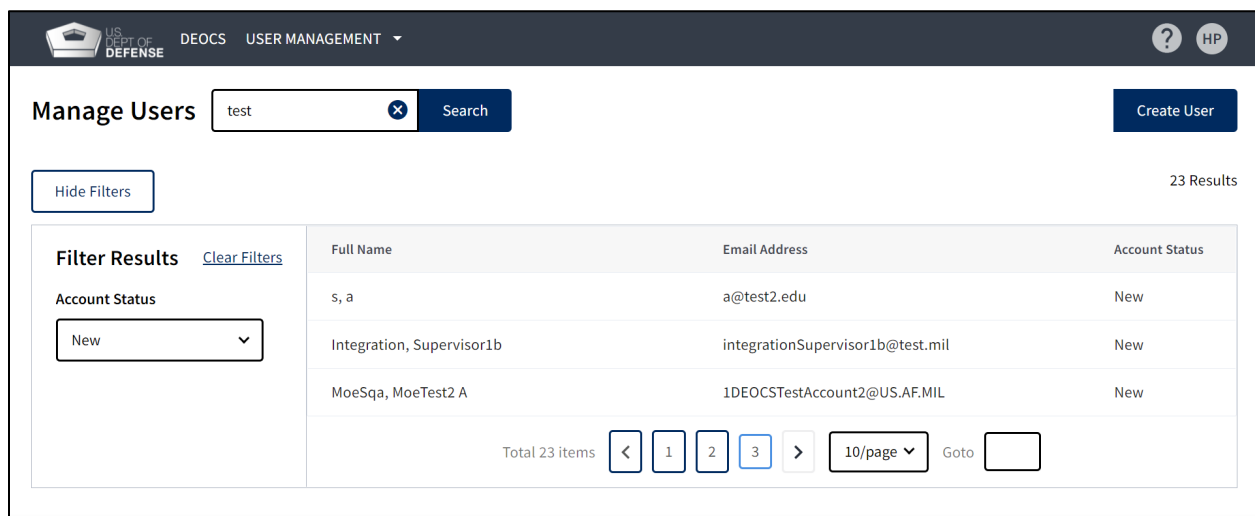 U.S.
DEPT OF
DEFENSE
DEOCS USER MANAGEMENT
? HP
Manage Users test Search Create User
Hide Filters 23 Results
Filter Results Clear Filters
Account Status
New
Full Name Email Address Account Status
s, a a@test2.edu New
Integration, Supervisor1b integrationSupervisor1b@test.mil New
MoeSqa, MoeTest2 A 1DEOCSTestAccount2@US.AF.MIL New
Total 23 items 1 2 3 10/page Goto